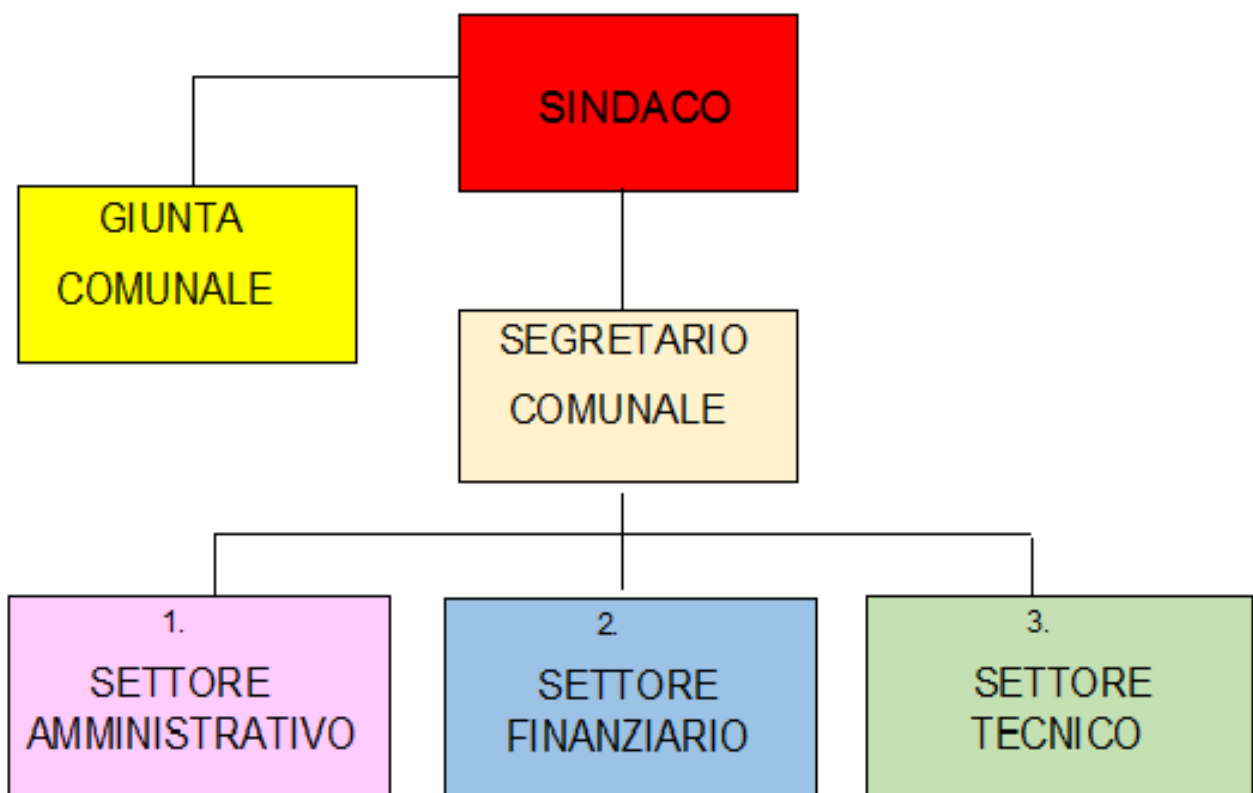 SINDACO
GIUNTA
COMUNALE
SEGRETARIO
COMUNALE
1.
SETTORE
AMMINISTRATIVO
2.
SETTORE
FINANZIARIO
3.
SETTORE
TECNICO